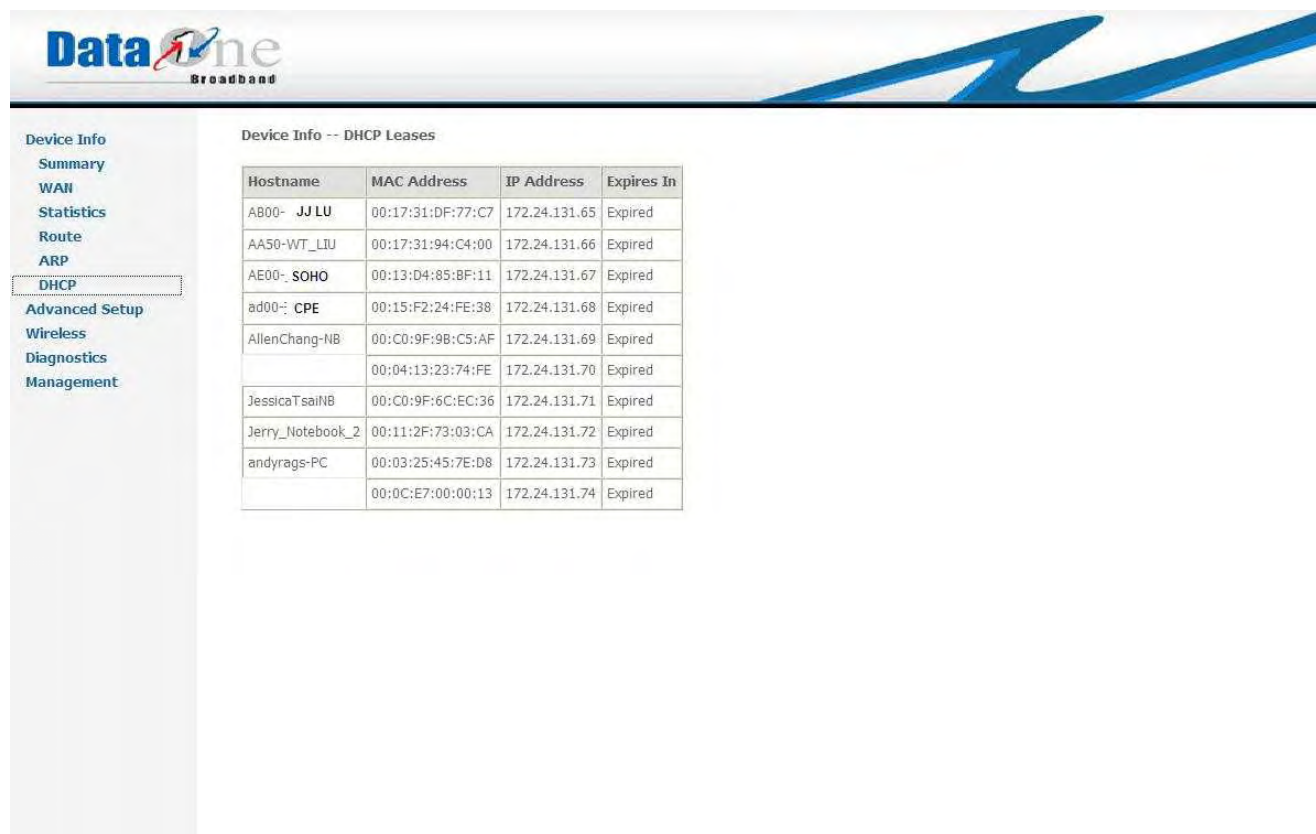 Data One
Broadband
Device Info
Summary
WAN
Statistics
Route
ARP
DHCP
Advanced Setup
Wireless
Diagnostics
Management
Device Info -- DHCP Leases
Hostname MAC Address IP Address Expires In
AB00- JJ LU 00:17:31:DF:77:C7 172.24.131.65 Expired
AA50-WT_LIU 00:17:31:94:C4:00 172.24.131.66 Expired
AE00-_SOHO 00:13:D4:85:BF:11 172.24.131.67 Expired
ad00- CPE 00:15:F2:24:FE:38 172.24.131.68 Expired
AllenChang-NB 00:C0:9F:9B:C5:AF 172.24.131.69 Expired
00:04:13:23:74:FE 172.24.131.70 Expired
JessicaTsaiNB 00:C0:9F:6C:EC:36 172.24.131.71 Expired
Jerry_Notebook_2 00:11:2F:73:03:CA 172.24.131.72 Expired
andyrags-PC 00:03:25:45:7E:D8 172.24.131.73 Expired
00:0C:E7:00:00:13 172.24.131.74 Expired